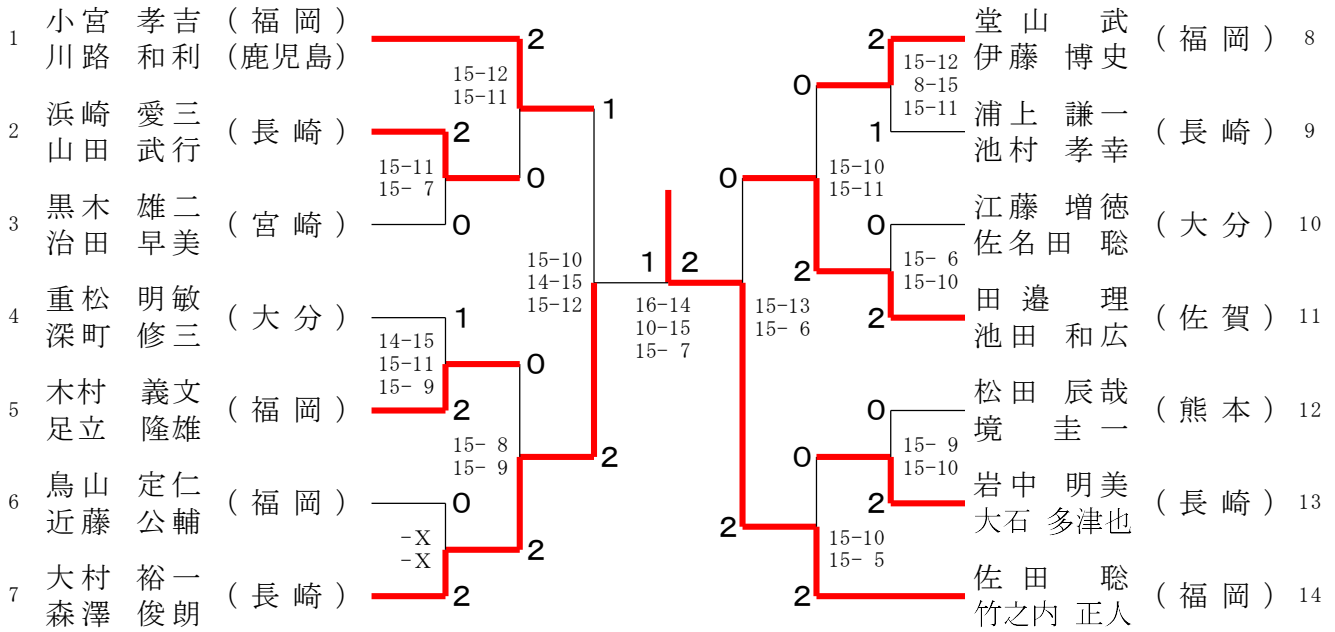 1 小宮 孝吉 (福岡)
川路 和利 (鹿児島)
2
15-12
15-11
1
2 浜崎 愛三
山田 武行
(長崎)
2
15-11
15- 7
0
3 黒木 雄二
治田 早美
(宮崎)
0
15-10
14-15
15-12
4 重松 明敏
深町 修三
(大分)
1
14-15
15-11
15- 9
0
5 木村 義文
足立 隆雄
(福岡)
2
15- 8
15- 9
2
6 鳥山 定仁
近藤 公輔
(福岡)
0
-X
-X
2
7 大村 裕一
森澤 俊朗
(長崎)
2
1 2
16-14
10-15
15- 7
堂山 武
伊藤 博史
(福岡) 8
2
15-12
8-15
15-11
0
浦上 謙一
池村 孝幸
(長崎) 9
1
15-10
15-11
0
江藤 増徳
佐名田 聡
(大分) 10
0
15- 6
15-10
2
田邉 理
池田 和広
(佐賀) 11
2
15-13
15- 6
松田 辰哉
境 圭一
(熊本) 12
0
15- 9
15-10
0
岩中 明美
大石 多津也
(長崎) 13
2
15-10
15- 5
2
佐田 聡
竹之内 正人
(福岡) 14
2